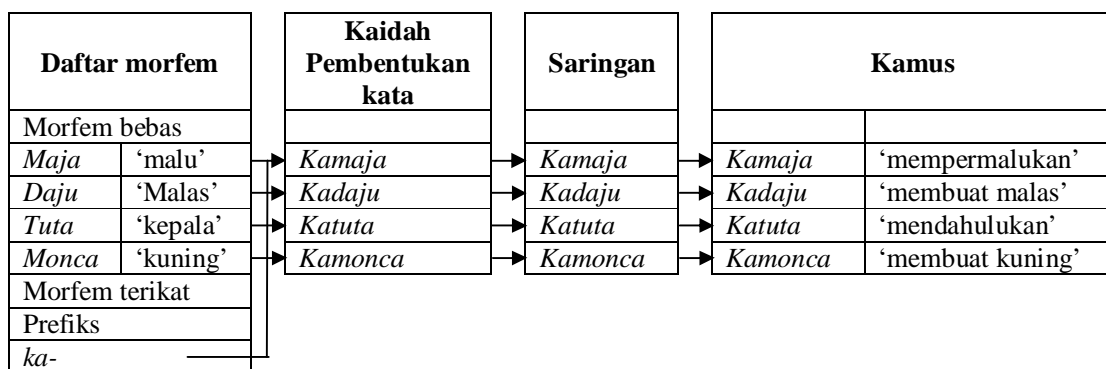 Daftar morfem
Kaidah
Pembentukan
kata
Saringan
Kamus
Morfem bebas
Maja ‘malu’ Kamaja Kamaja Kamaja ‘mempermalukan’
Daju ‘Malas’ Kadaju Kadaju Kadaju ‘membuat malas’
Tuta ‘kepala’ Katuta Katuta Katuta ‘mendahulukan’
Monca ‘kuning’ Kamonca Kamonca Kamonca ‘membuat kuning’
Morfem terikat
Prefiks
ka-